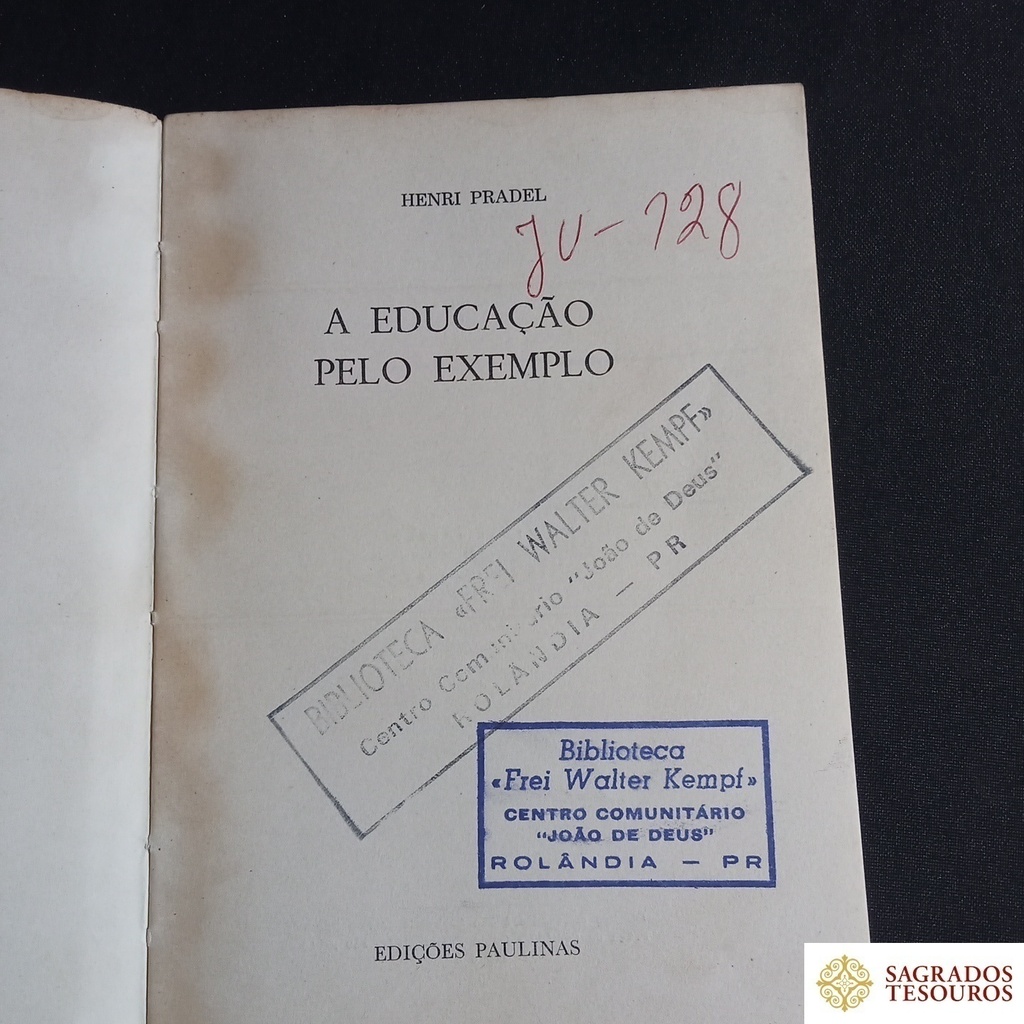 HENRI PRADEL
JU - 128
A EDUCAÇÃO
PELO EXEMPLO
BIBLIOTECA «FREI WALTER KEMPF»
Centro Comunitário "João de Deus"
ROLÂNDIA — PR
Biblioteca
«Frei Walter Kempf»
CENTRO COMUNITÁRIO
"JOÃO DE DEUS"
ROLÂNDIA — PR
EDIÇÕES PAULINAS
SAGRADOS
TESOUROS